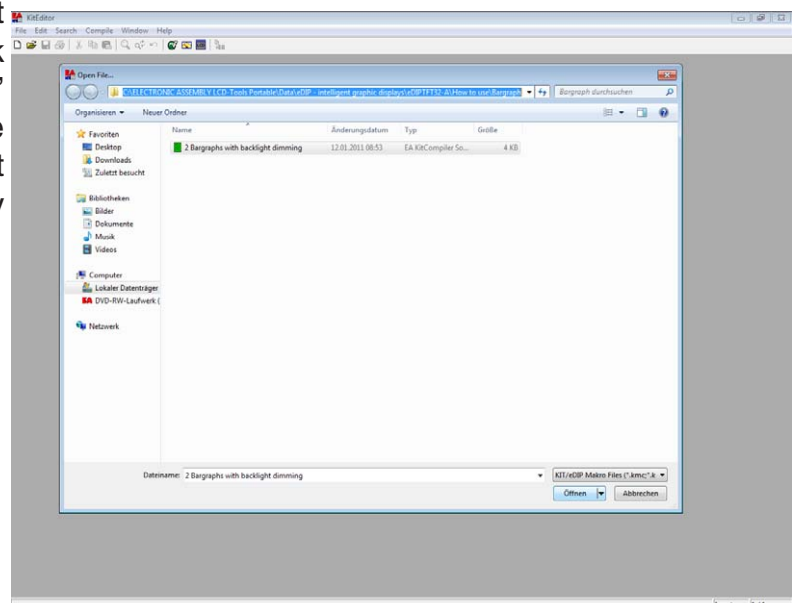 t
k
,
e
t
y
KitEditor
File Edit Search Compile Window Help
Open File...
C:\ELECTRONIC ASSEMBLY LCD-Tools Portable\Data\eDIP - intelligent graphic displays\eDIPTFT32-A\How to use\Bargraph
Bargraph durchsuchen
Organisieren Neuer Ordner
Name Änderungsdatum Typ Größe
2 Bargraphs with backlight dimming 12.01.2011 08:53 EA KitCompiler So... 4 KB
Favoriten
Desktop
Downloads
Zuletzt besucht
Bibliotheken
Bilder
Dokumente
Musik
Videos
Computer
Lokaler Datenträger
DVD-RW-Laufwerk (
Netzwerk
Dateiname: 2 Bargraphs with backlight dimming
KIT/eDIP Makro Files (*.kmc;*.k
Öffnen Abbrechen